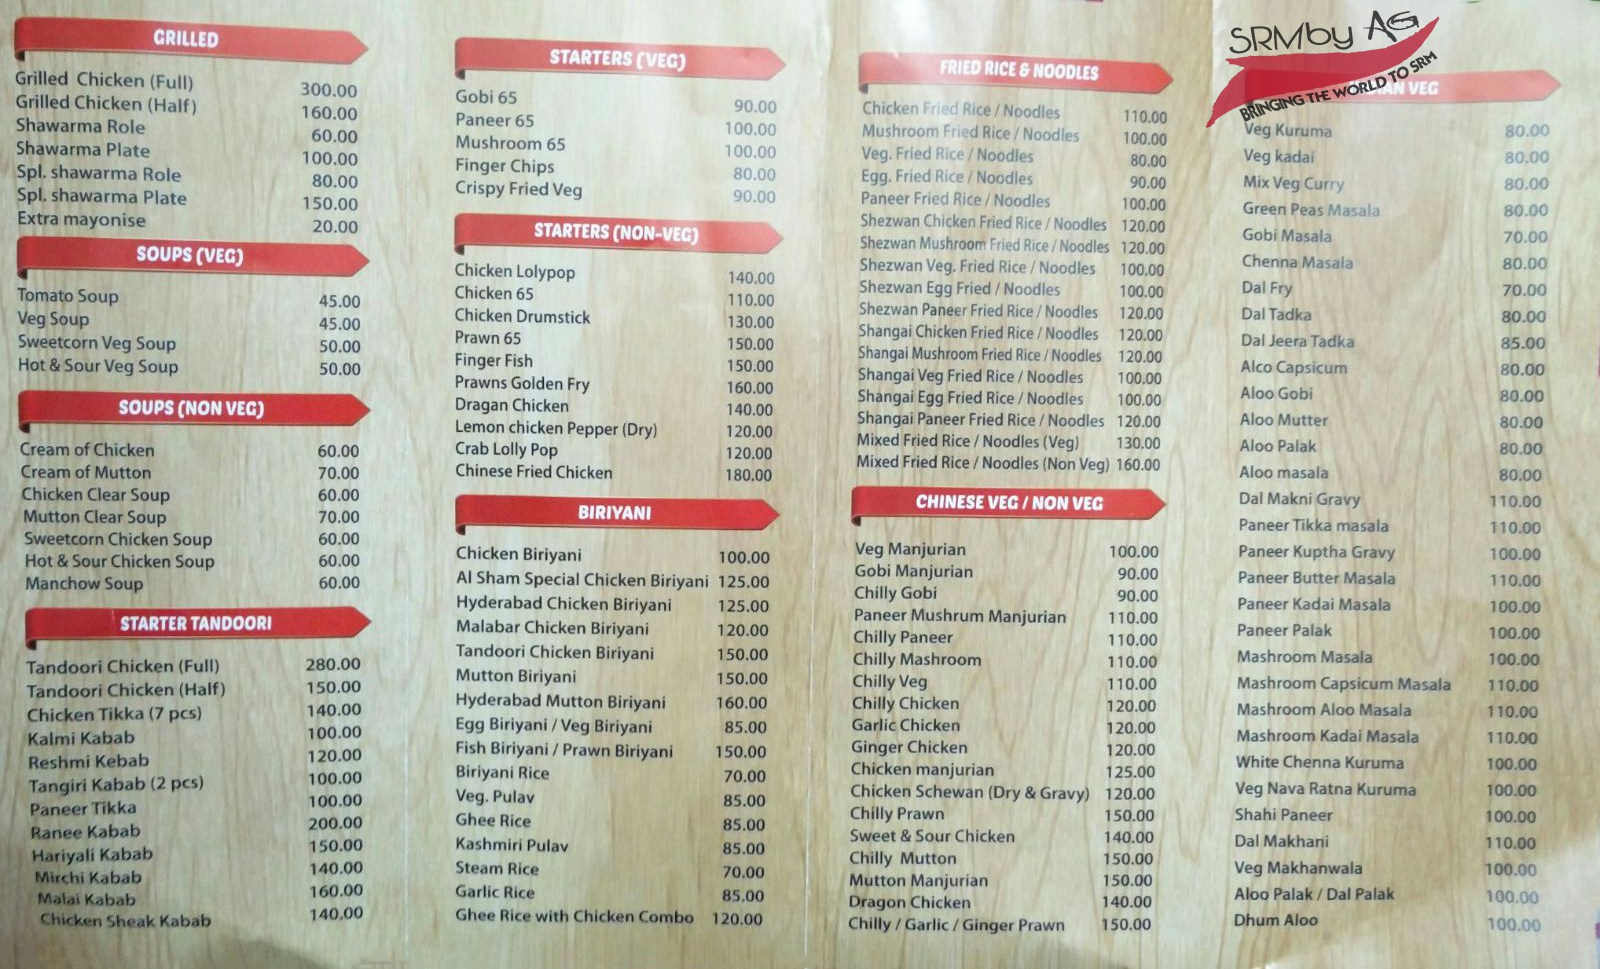 GRILLED
Grilled Chicken (Full) 300.00
Grilled Chicken (Half) 160.00
Shawarma Role 60.00
Shawarma Plate 100.00
Spl. shawarma Role 80.00
Spl. shawarma Plate 150.00
Extra mayonise 20.00
SOUPS (VEG)
Tomato Soup 45.00
Veg Soup 45.00
Sweetcorn Veg Soup 50.00
Hot & Sour Veg Soup 50.00
SOUPS (NON VEG)
Cream of Chicken 60.00
Cream of Mutton 70.00
Chicken Clear Soup 60.00
Mutton Clear Soup 70.00
Sweetcorn Chicken Soup 60.00
Hot & Sour Chicken Soup 60.00
Manchow Soup 60.00
STARTER TANDOORI
Tandoori Chicken (Full) 280.00
Tandoori Chicken (Half) 150.00
Chicken Tikka (7 pcs) 140.00
Kalmi Kabab 100.00
Reshmi Kebab 120.00
Tangiri Kabab (2 pcs) 100.00
Paneer Tikka 100.00
Ranee Kabab 200.00
Hariyali Kabab 150.00
Mirchi Kabab 140.00
Malai Kabab 160.00
Chicken Sheak Kabab 140.00
STARTERS (VEG)
Gobi 65 90.00
Paneer 65 100.00
Mushroom 65 100.00
Finger Chips 80.00
Crispy Fried Veg 90.00
STARTERS (NON-VEG)
Chicken Lolypop 140.00
Chicken 65 110.00
Chicken Drumstick 130.00
Prawn 65 150.00
Finger Fish 150.00
Prawns Golden Fry 160.00
Dragan Chicken 140.00
Lemon chicken Pepper (Dry) 120.00
Crab Lolly Pop 120.00
Chinese Fried Chicken 180.00
BIRIYANI
Chicken Biriyani 100.00
Al Sham Special Chicken Biriyani 125.00
Hyderabad Chicken Biriyani 125.00
Malabar Chicken Biriyani 120.00
Tandoori Chicken Biriyani 150.00
Mutton Biriyani 150.00
Hyderabad Mutton Biriyani 160.00
Egg Biriyani / Veg Biriyani 85.00
Fish Biriyani / Prawn Biriyani 150.00
Biriyani Rice 70.00
Veg. Pulav 85.00
Ghee Rice 85.00
Kashmiri Pulav 85.00
Steam Rice 70.00
Garlic Rice 85.00
Ghee Rice with Chicken Combo 120.00
FRIED RICE & NOODLES
Chicken Fried Rice / Noodles 110.00
Mushroom Fried Rice / Noodles 100.00
Veg. Fried Rice / Noodles 80.00
Egg. Fried Rice / Noodles 90.00
Paneer Fried Rice / Noodles 100.00
Shezwan Chicken Fried Rice / Noodles 120.00
Shezwan Mushroom Fried Rice / Noodles 120.00
Shezwan Veg. Fried Rice / Noodles 100.00
Shezwan Egg Fried / Noodles 100.00
Shezwan Paneer Fried Rice / Noodles 120.00
Shangai Chicken Fried Rice / Noodles 120.00
Shangai Mushroom Fried Rice / Noodles 120.00
Shangai Veg Fried Rice / Noodles 100.00
Shangai Egg Fried Rice / Noodles 100.00
Shangai Paneer Fried Rice / Noodles 120.00
Mixed Fried Rice / Noodles (Veg) 130.00
Mixed Fried Rice / Noodles (Non Veg) 160.00
CHINESE VEG / NON VEG
Veg Manjurian 100.00
Gobi Manjurian 90.00
Chilly Gobi 90.00
Paneer Mushrum Manjurian 110.00
Chilly Paneer 110.00
Chilly Mashroom 110.00
Chilly Veg 110.00
Chilly Chicken 120.00
Garlic Chicken 120.00
Ginger Chicken 120.00
Chicken manjurian 125.00
Chicken Schewan (Dry & Gravy) 120.00
Chilly Prawn 150.00
Sweet & Sour Chicken 140.00
Chilly Mutton 150.00
Mutton Manjurian 150.00
Dragon Chicken 140.00
Chilly / Garlic / Ginger Prawn 150.00
SRMby AG
BRINGING THE WORLD TO SRM
VEG
Veg Kuruma 80.00
Veg kadai 80.00
Mix Veg Curry 80.00
Green Peas Masala 80.00
Gobi Masala 70.00
Chenna Masala 80.00
Dal Fry 70.00
Dal Tadka 80.00
Dal Jeera Tadka 85.00
Alco Capsicum 80.00
Aloo Gobi 80.00
Aloo Mutter 80.00
Aloo Palak 80.00
Aloo masala 80.00
Dal Makni Gravy 110.00
Paneer Tikka masala 110.00
Paneer Kuptha Gravy 100.00
Paneer Butter Masala 110.00
Paneer Kadai Masala 100.00
Paneer Palak 100.00
Mashroom Masala 100.00
Mashroom Capsicum Masala 110.00
Mashroom Aloo Masala 110.00
Mashroom Kadai Masala 110.00
White Chenna Kuruma 100.00
Veg Nava Ratna Kuruma 100.00
Shahi Paneer 100.00
Dal Makhani 110.00
Veg Makhanwala 100.00
Aloo Palak / Dal Palak 100.00
Dhum Aloo 100.00